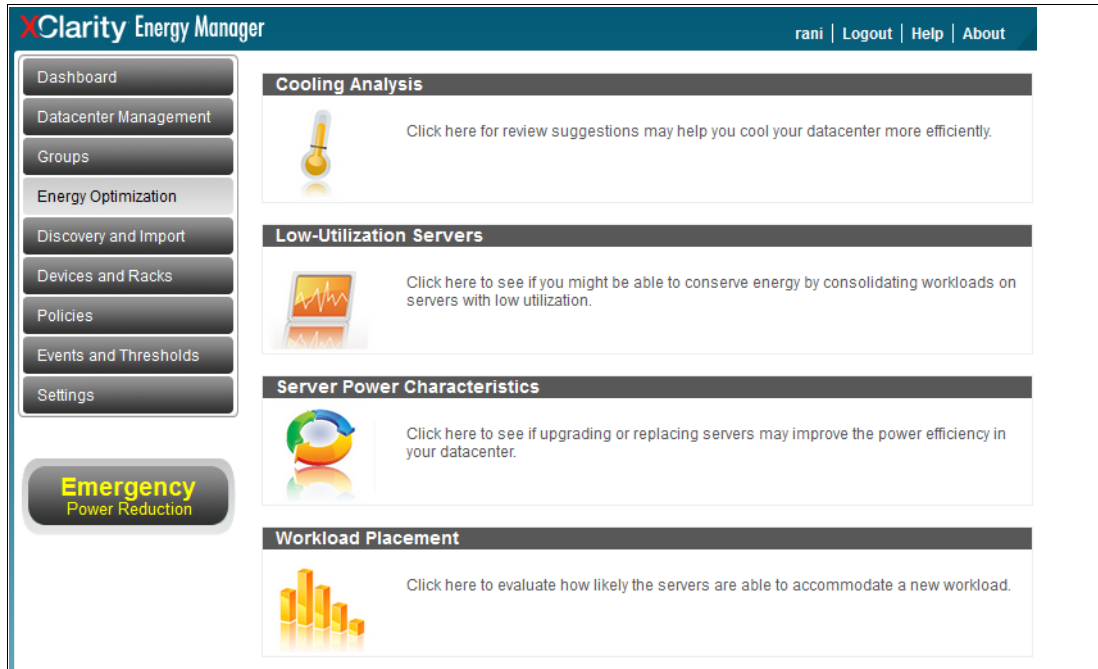 XClarity Energy Manager
rani | Logout | Help | About
Dashboard
Datacenter Management
Groups
Energy Optimization
Discovery and Import
Devices and Racks
Policies
Events and Thresholds
Settings
Emergency
Power Reduction
Cooling Analysis
Click here for review suggestions may help you cool your datacenter more efficiently.
Low-Utilization Servers
Click here to see if you might be able to conserve energy by consolidating workloads on
servers with low utilization.
Server Power Characteristics
Click here to see if upgrading or replacing servers may improve the power efficiency in
your datacenter.
Workload Placement
Click here to evaluate how likely the servers are able to accommodate a new workload.